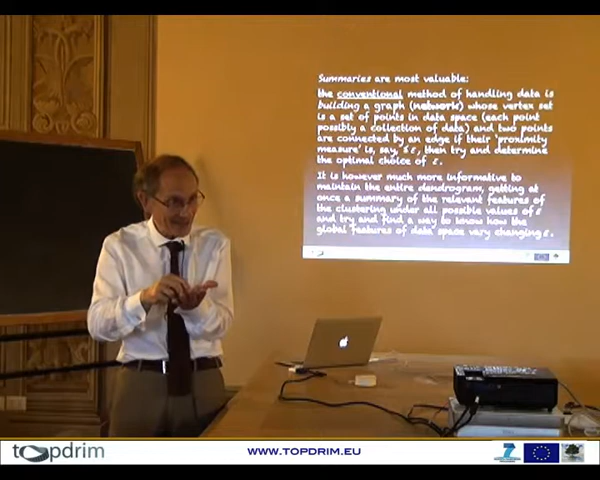 Summaries are most valuable:
the conventional method of handling data is
building a graph (network) whose vertex set
is a set of points in data space (each point
possibly a collection of data) and two points
are connected by an edge if their 'proximity
measure' is, say, ≤ ε, then try and determine
the optimal choice of ε.
It is however much more informative to
maintain the entire dendrogram, getting at
once a summary of the relevant features of
the clustering under all possible values of ε
and try and find a way to know how the
global features of data space vary changing ε.
topdrim
WWW.TOPDRIM.EU